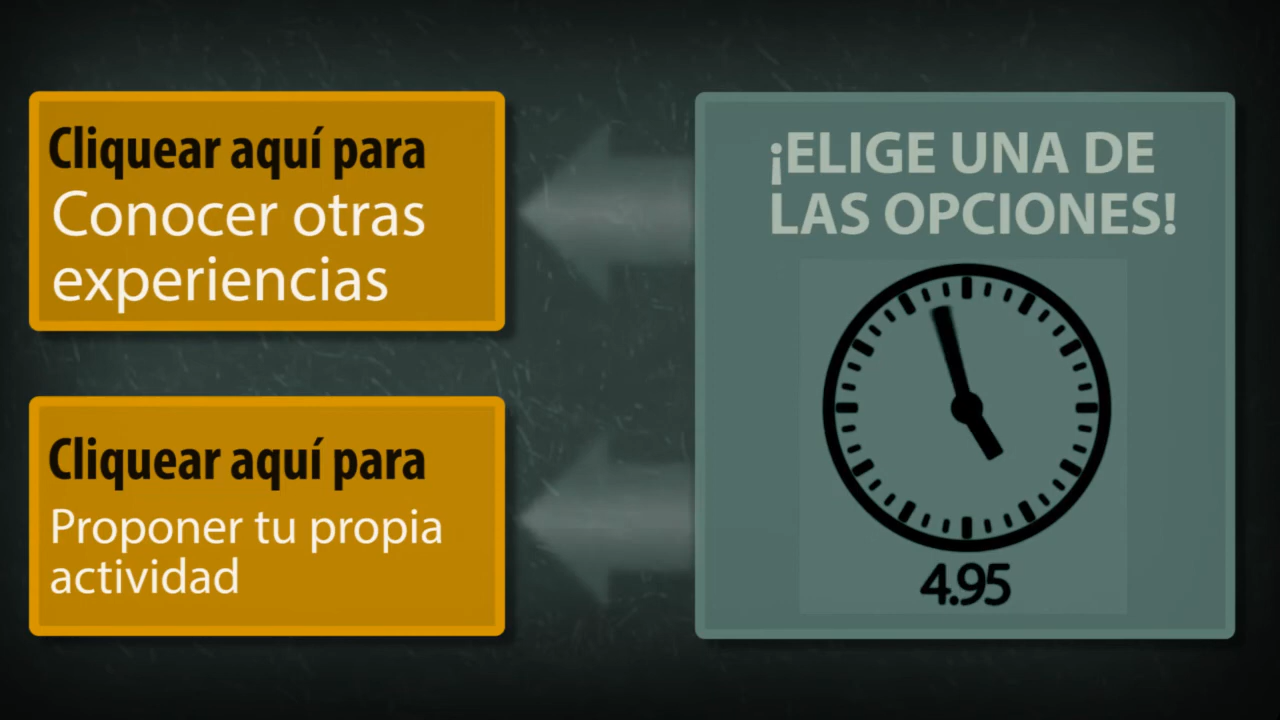 Cliquear aquí para
Conocer otras
experiencias
Cliquear aquí para
Proponer tu propia
actividad
¡ELIGE UNA DE
LAS OPCIONES!
4.95